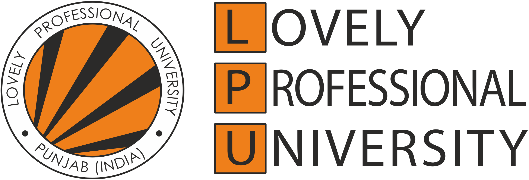 LOVELY PROFESSIONAL UNIVERSITY
• PUNJAB (INDIA) •
LOVELY
PROFESSIONAL
UNIVERSITY